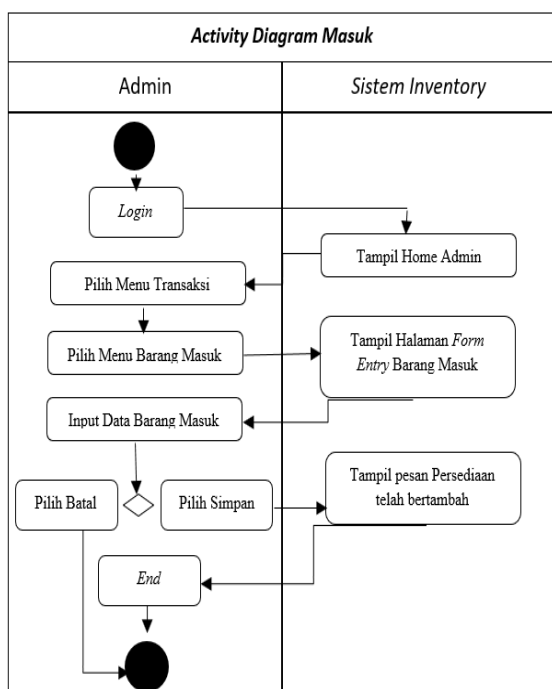 Activity Diagram Masuk
Admin
Sistem Inventory
Login
Tampil Home Admin
Pilih Menu Transaksi
Pilih Menu Barang Masuk
Tampil Halaman Form
Entry Barang Masuk
Input Data Barang Masuk
Pilih Batal
Pilih Simpan
Tampil pesan Persediaan
telah bertambah
End